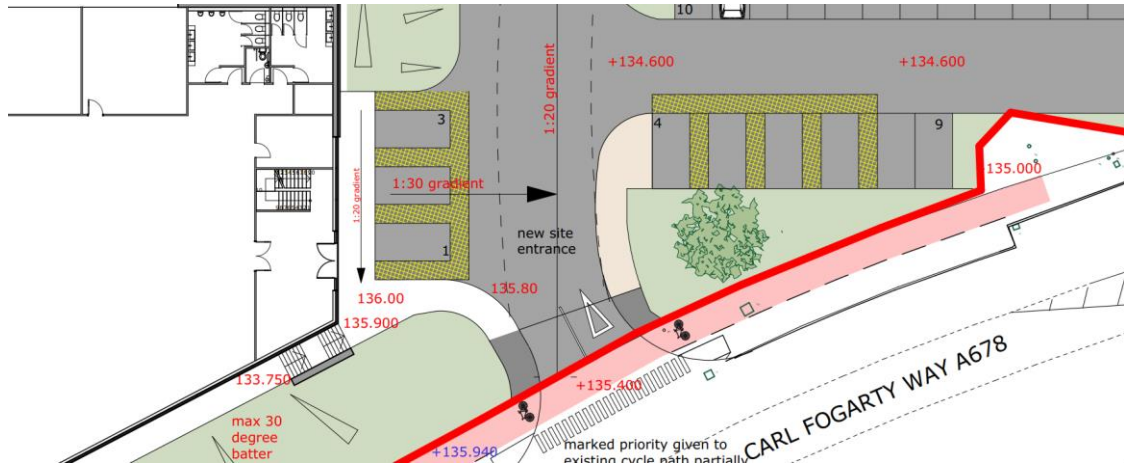 10
+134.600
+134.600
1:20 gradient
3
4
9
1:30 gradient
1:20 gradient
135.000
new site
entrance
1
136.00
135.80
135.900
133.750
+135.400
max 30
degree
batter
+135.940
marked priority given to
existing cycle path partially
CARL FOGARTY WAY A678